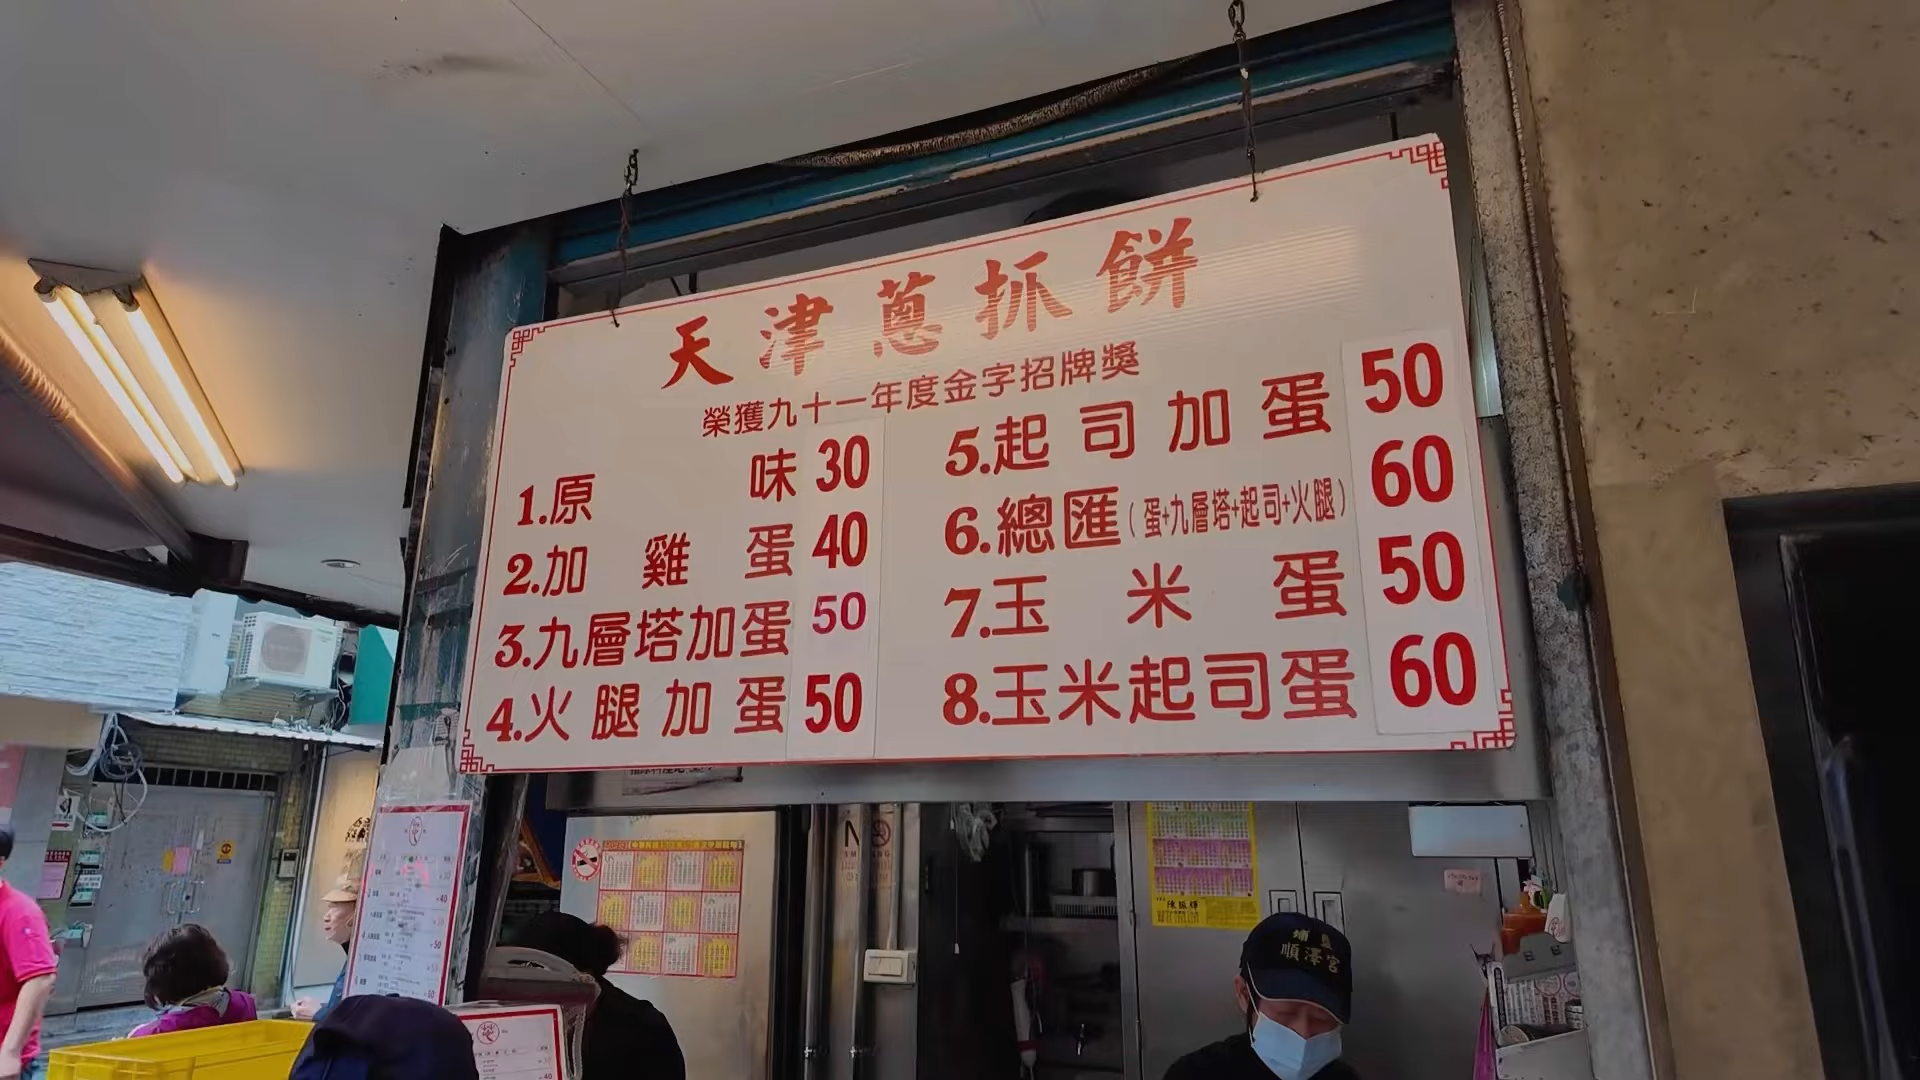 天津蔥抓餅
榮獲九十一年度金字招牌獎
1.原味 30
2.加雞蛋 40
3.九層塔加蛋 50
4.火腿加蛋 50
5.起司加蛋 50
6.總匯(蛋+九層塔+起司+火腿) 60
7.玉米蛋 50
8.玉米起司蛋 60
順澤宮